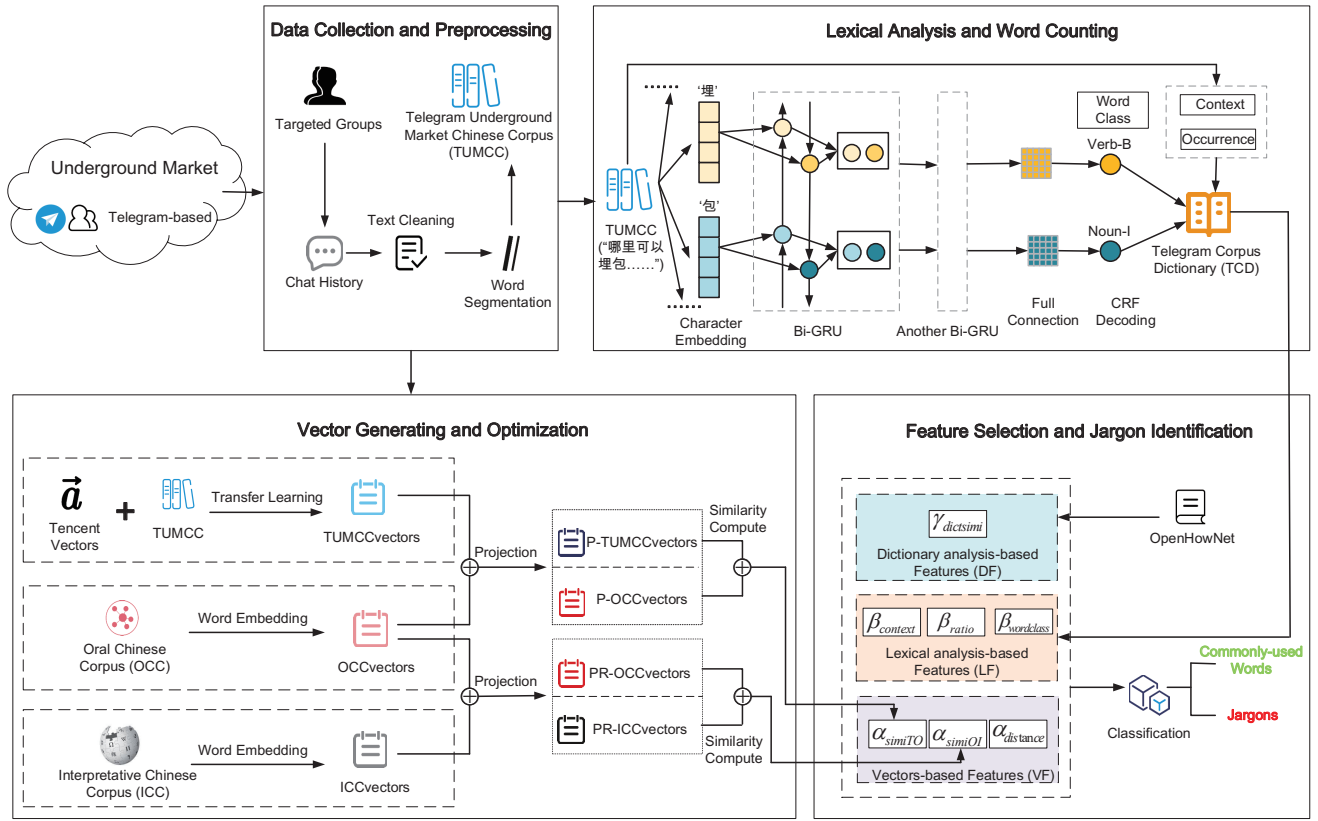 Underground Market
Telegram-based
Data Collection and Preprocessing
Targeted Groups
Telegram Underground
Market Chinese Corpus
(TUMCC)
Text Cleaning
Chat History
Word
Segmentation
Lexical Analysis and Word Counting
TUMCC
(“哪里可以
埋包……”)
‘埋’
‘包’
Character
Embedding
Bi-GRU
Another Bi-GRU
Full
Connection
CRF
Decoding
Word
Class
Verb-B
Noun-I
Context
Occurrence
Telegram Corpus
Dictionary (TCD)
Vector Generating and Optimization
a
+
Tencent
Vectors
TUMCC
Transfer Learning
TUMCCvectors
Oral Chinese
Corpus (OCC)
Word Embedding
OCCvectors
Interpretative Chinese
Corpus (ICC)
Word Embedding
ICCvectors
Projection
Projection
P-TUMCCvectors
P-OCCvectors
PR-OCCvectors
PR-ICCvectors
Similarity
Compute
Similarity
Compute
Feature Selection and Jargon Identification
γdictsimi
Dictionary analysis-based
Features (DF)
βcontext βratio βwordclass
Lexical analysis-based
Features (LF)
αsimiTO αsimiOI αdistance
Vectors-based Features (VF)
OpenHowNet
Classification
Commonly-used
Words
Jargons